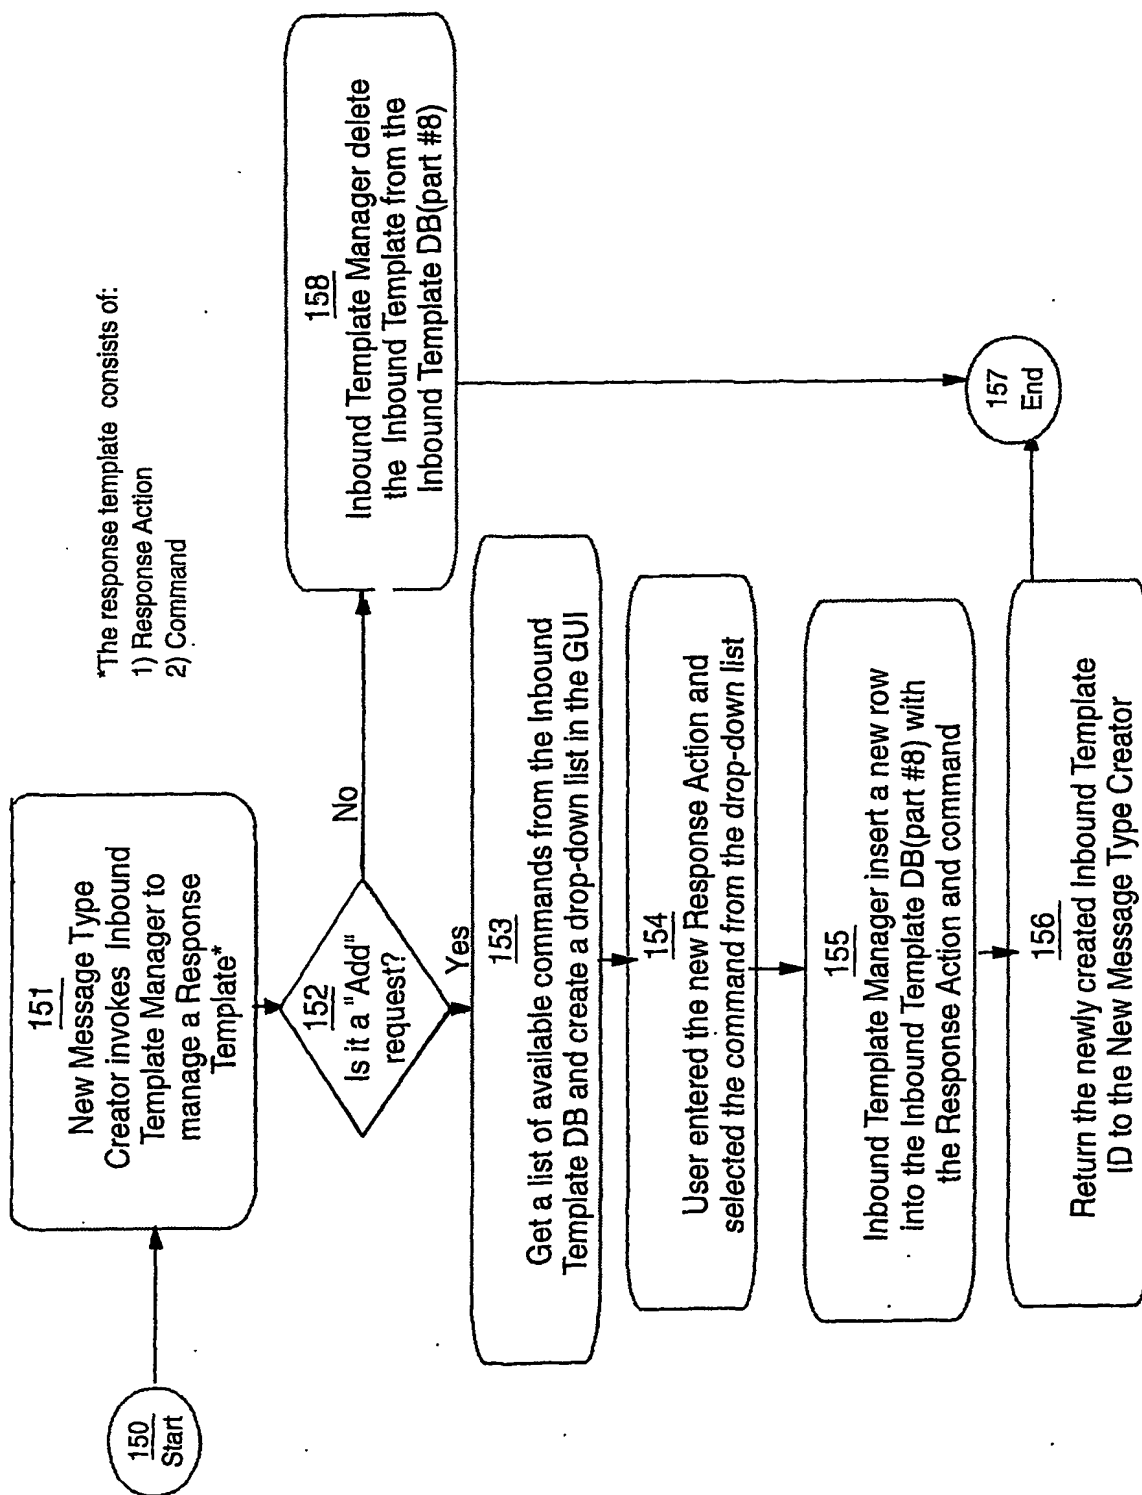 *The response template consists of:
1) Response Action
2) Command
150
Start
151
New Message Type
Creator invokes Inbound
Template Manager to
manage a Response
Template*
152
Is it a "Add"
request?
No
Yes
158
Inbound Template Manager delete
the Inbound Template from the
Inbound Template DB(part #8)
153
Get a list of available commands from the Inbound
Template DB and create a drop-down list in the GUI
154
User entered the new Response Action and
selected the command from the drop-down list
155
Inbound Template Manager insert a new row
into the Inbound Template DB(part #8) with
the Response Action and command
156
Return the newly created Inbound Template
ID to the New Message Type Creator
157
End